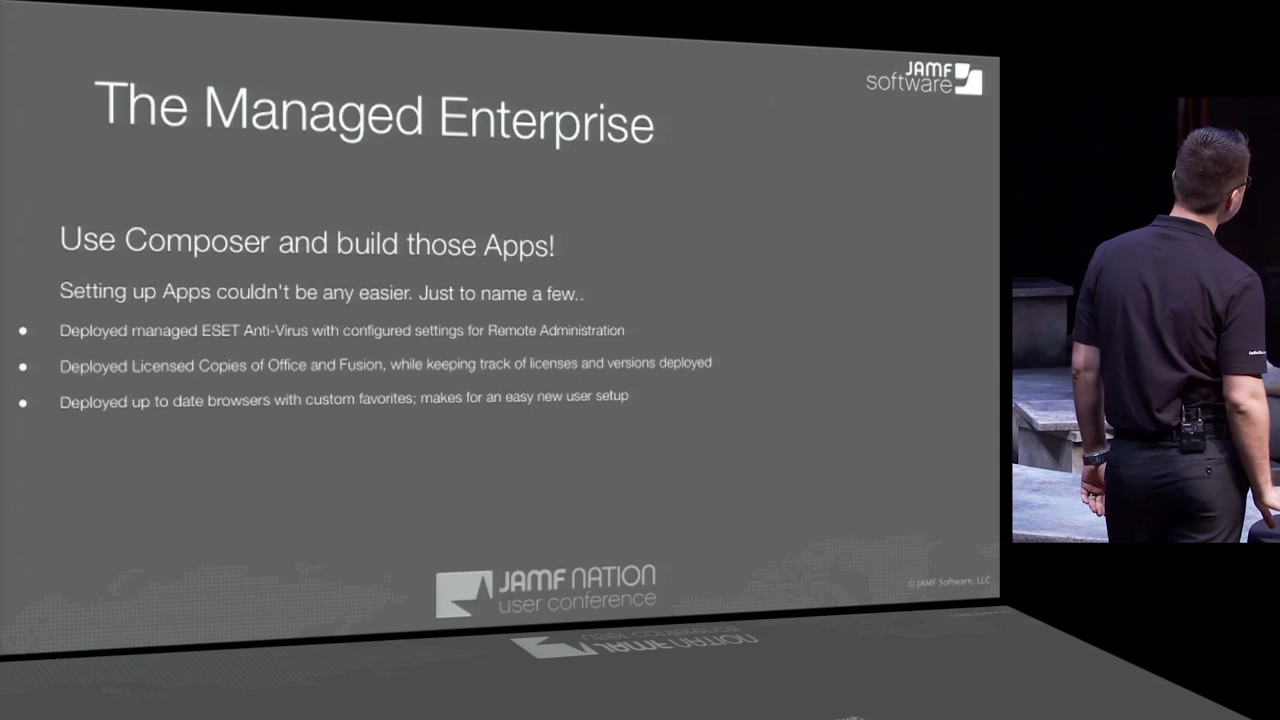 JAMF
software
The Managed Enterprise
Use Composer and build those Apps!
Setting up Apps couldn't be any easier. Just to name a few..
• Deployed managed ESET Anti-Virus with configured settings for Remote Administration
• Deployed Licensed Copies of Office and Fusion, while keeping track of licenses and versions deployed
• Deployed up to date browsers with custom favorites; makes for an easy new user setup
JAMF NATION
user conference
© JAMF Software, LLC